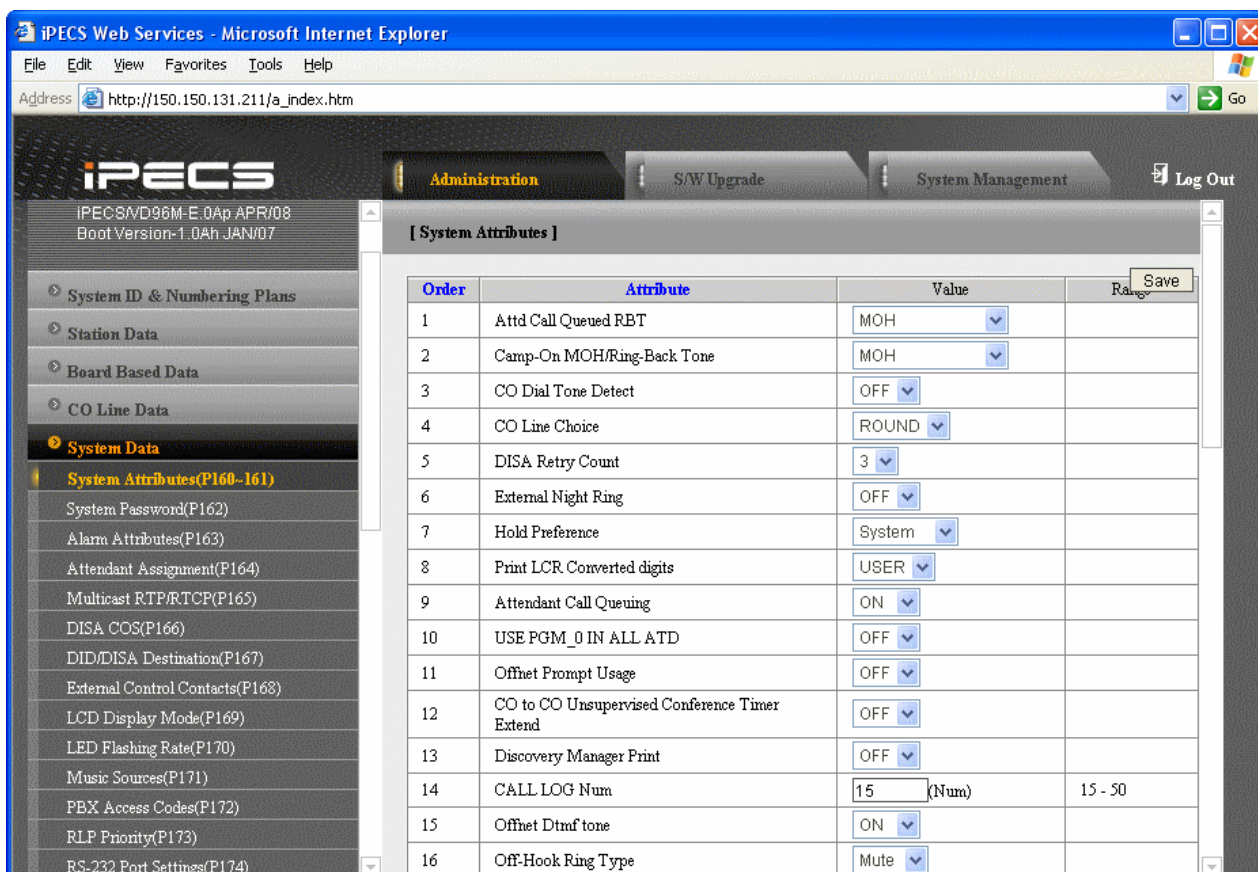 iPECS Web Services - Microsoft Internet Explorer
File Edit View Favorites Tools Help
Address http://150.150.131.211/a_index.htm Go
iPECS
Administration S/W Upgrade System Management Log Out
iPECS/VD96M-E.0Ap APR/08
Boot Version-1.0Ah JAN/07
System ID & Numbering Plans
Station Data
Board Based Data
CO Line Data
System Data
System Attributes(P160~161)
System Password(P162)
Alarm Attributes(P163)
Attendant Assignment(P164)
Multicast RTP/RTCP(P165)
DISA COS(P166)
DID/DISA Destination(P167)
External Control Contacts(P168)
LCD Display Mode(P169)
LED Flashing Rate(P170)
Music Sources(P171)
PBX Access Codes(P172)
RLP Priority(P173)
RS-232 Port Settings(P174)
[ System Attributes ]
Save
Order Attribute Value
1 Attd Call Queued RBT MOH
2 Camp-On MOH/Ring-Back Tone MOH
3 CO Dial Tone Detect OFF
4 CO Line Choice ROUND
5 DISA Retry Count 3
6 External Night Ring OFF
7 Hold Preference System
8 Print LCR Converted digits USER
9 Attendant Call Queuing ON
10 USE PGM_0 IN ALL ATD OFF
11 Offnet Prompt Usage OFF
12 CO to CO Unsupervised Conference Timer
Extend OFF
13 Discovery Manager Print OFF
14 CALL LOG Num 15 (Num) 15 - 50
15 Offnet Dtmf tone ON
16 Off-Hook Ring Type Mute